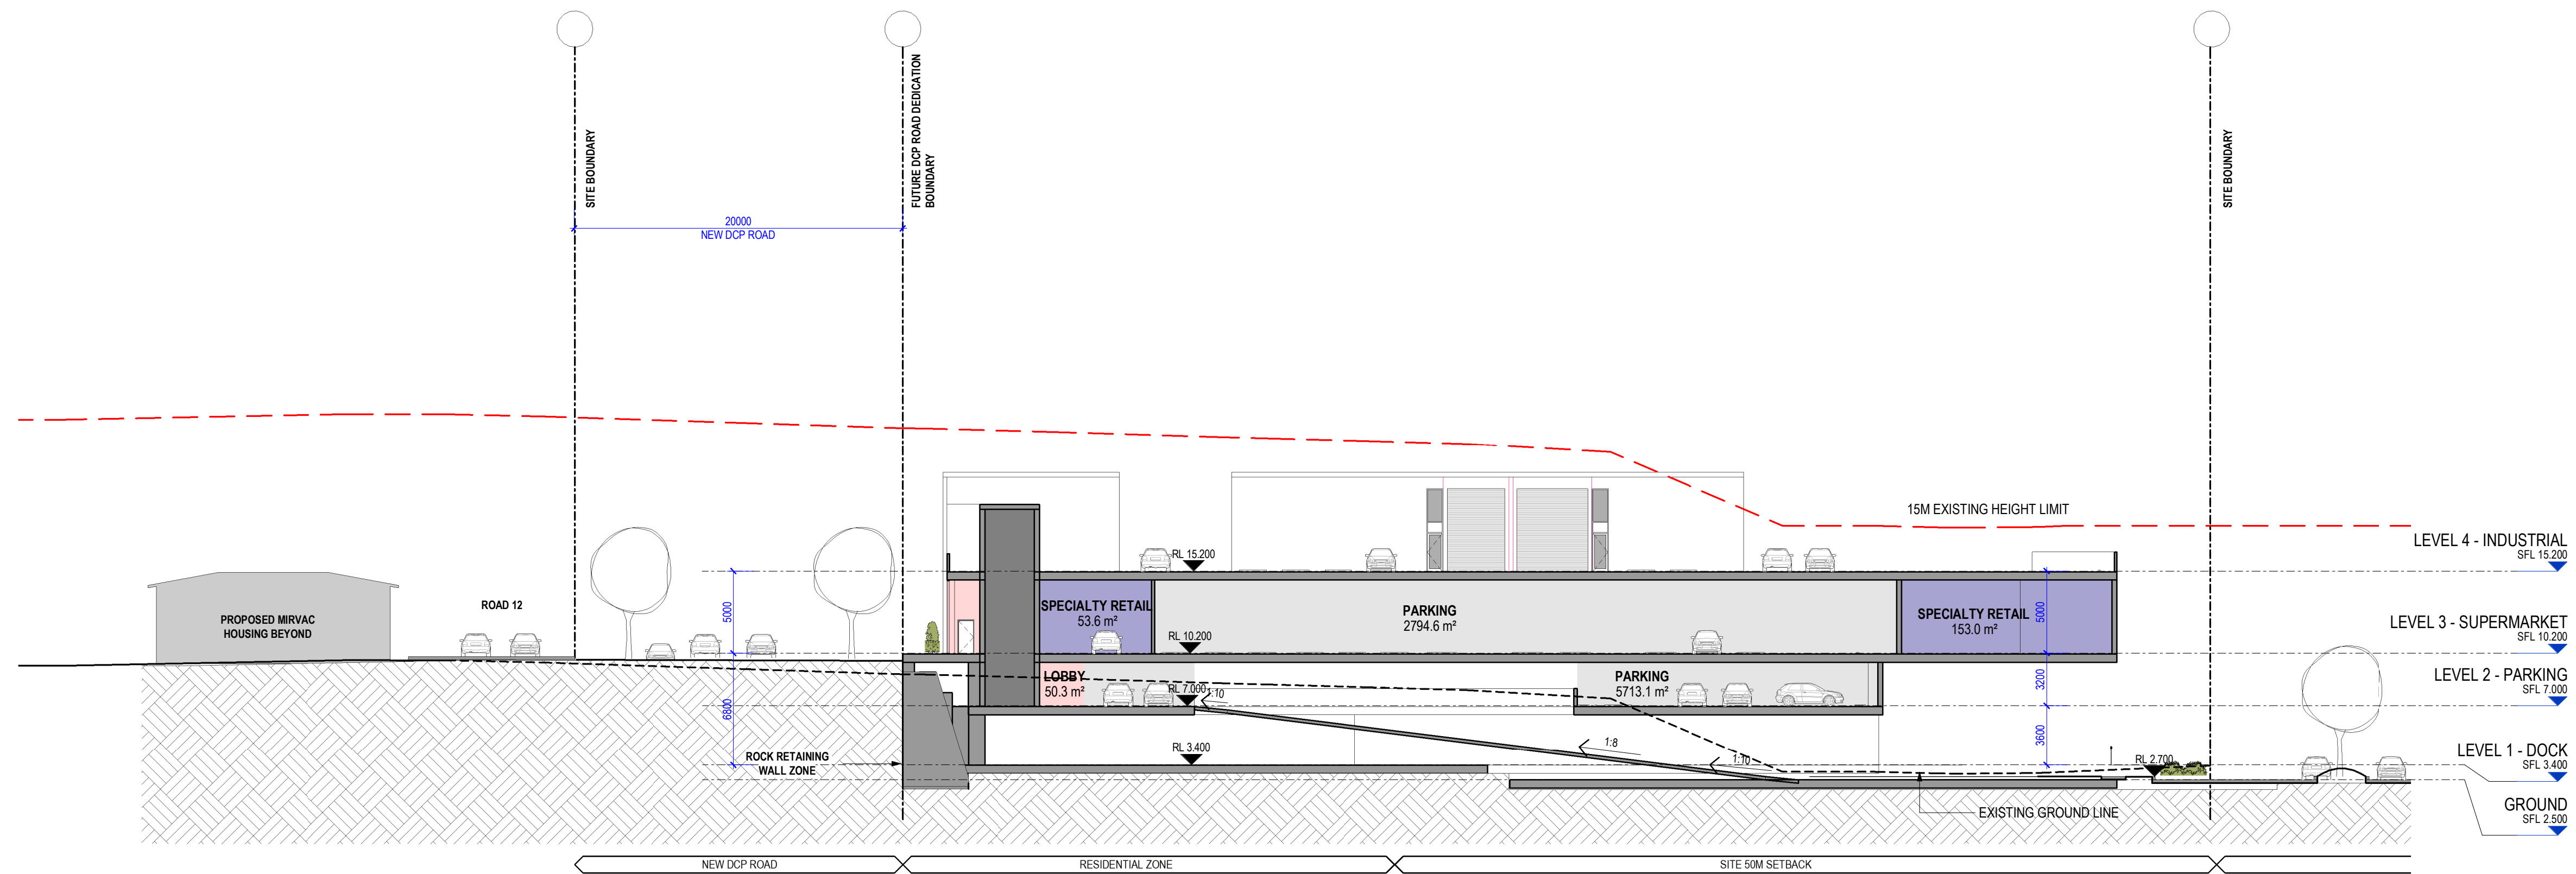 SITE BOUNDARY
FUTURE DCP ROAD DEDICATION
BOUNDARY
SITE BOUNDARY
20000
NEW DCP ROAD
15M EXISTING HEIGHT LIMIT
LEVEL 4 - INDUSTRIAL
SFL 15.200
RL 15.200
PROPOSED MIRVAC
HOUSING BEYOND
ROAD 12
5000
SPECIALTY RETAIL
53.6 m²
PARKING
2794.6 m²
SPECIALTY RETAIL
153.0 m²
5000
LEVEL 3 - SUPERMARKET
SFL 10.200
RL 10.200
LOBBY
50.3 m²
PARKING
5713.1 m²
3200
LEVEL 2 - PARKING
SFL 7.000
RL 7.000
1:10
6800
1:8
1:10
3600
ROCK RETAINING
WALL ZONE
RL 3.400
RL 2.700
LEVEL 1 - DOCK
SFL 3.400
EXISTING GROUND LINE
GROUND
SFL 2.500
NEW DCP ROAD
RESIDENTIAL ZONE
SITE 50M SETBACK